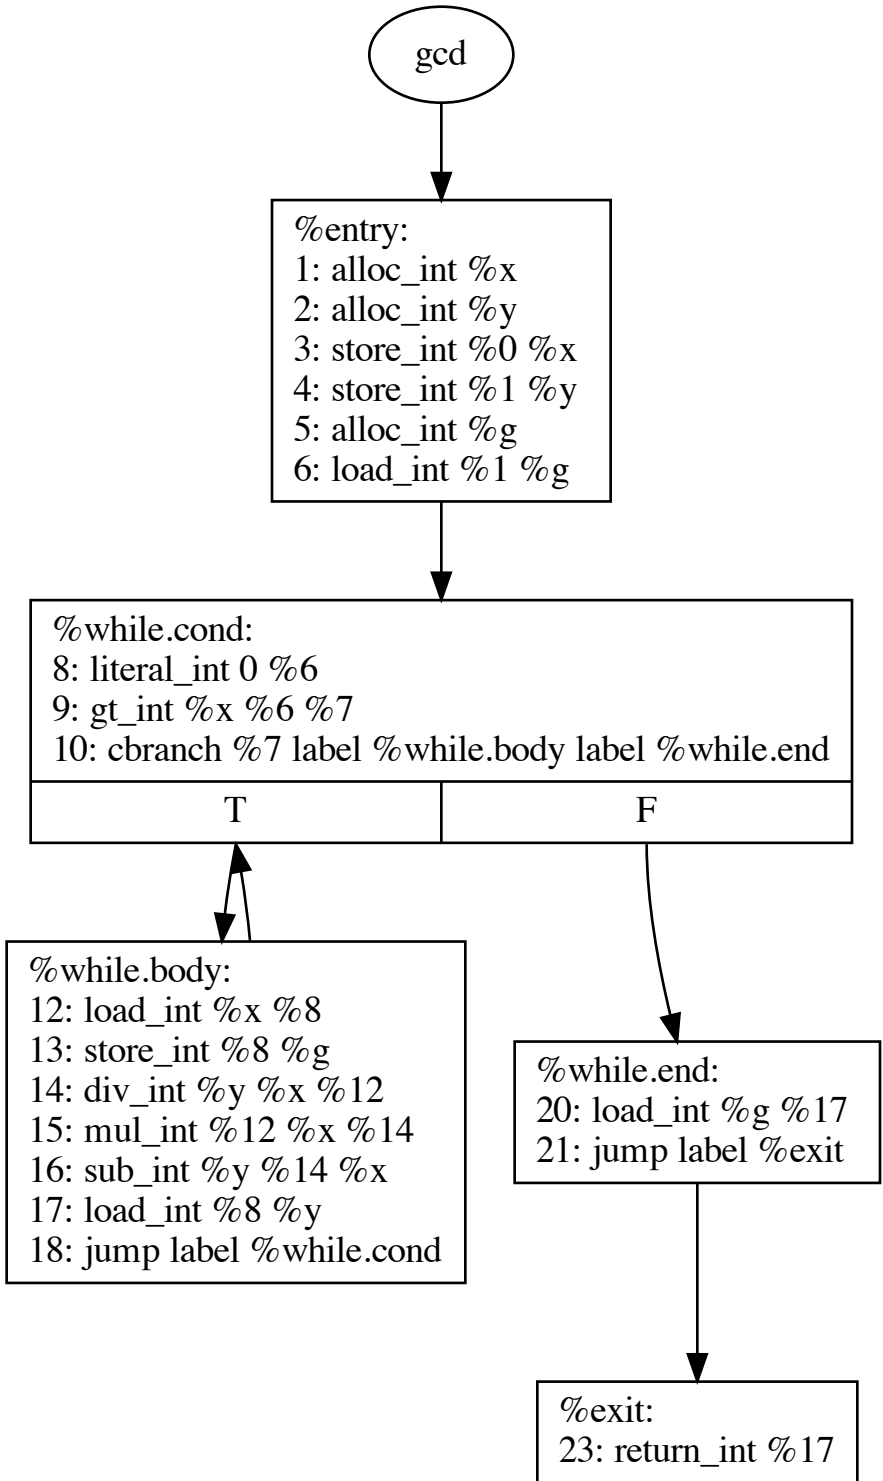 gcd
%entry:
1: alloc_int %x
2: alloc_int %y
3: store_int %0 %x
4: store_int %1 %y
5: alloc_int %g
6: load_int %1 %g
%while.cond:
8: literal_int 0 %6
9: gt_int %x %6 %7
10: cbranch %7 label %while.body label %while.end
T
F
%while.body:
12: load_int %x %8
13: store_int %8 %g
14: div_int %y %x %12
15: mul_int %12 %x %14
16: sub_int %y %14 %x
17: load_int %8 %y
18: jump label %while.cond
%while.end:
20: load_int %g %17
21: jump label %exit
%exit:
23: return_int %17